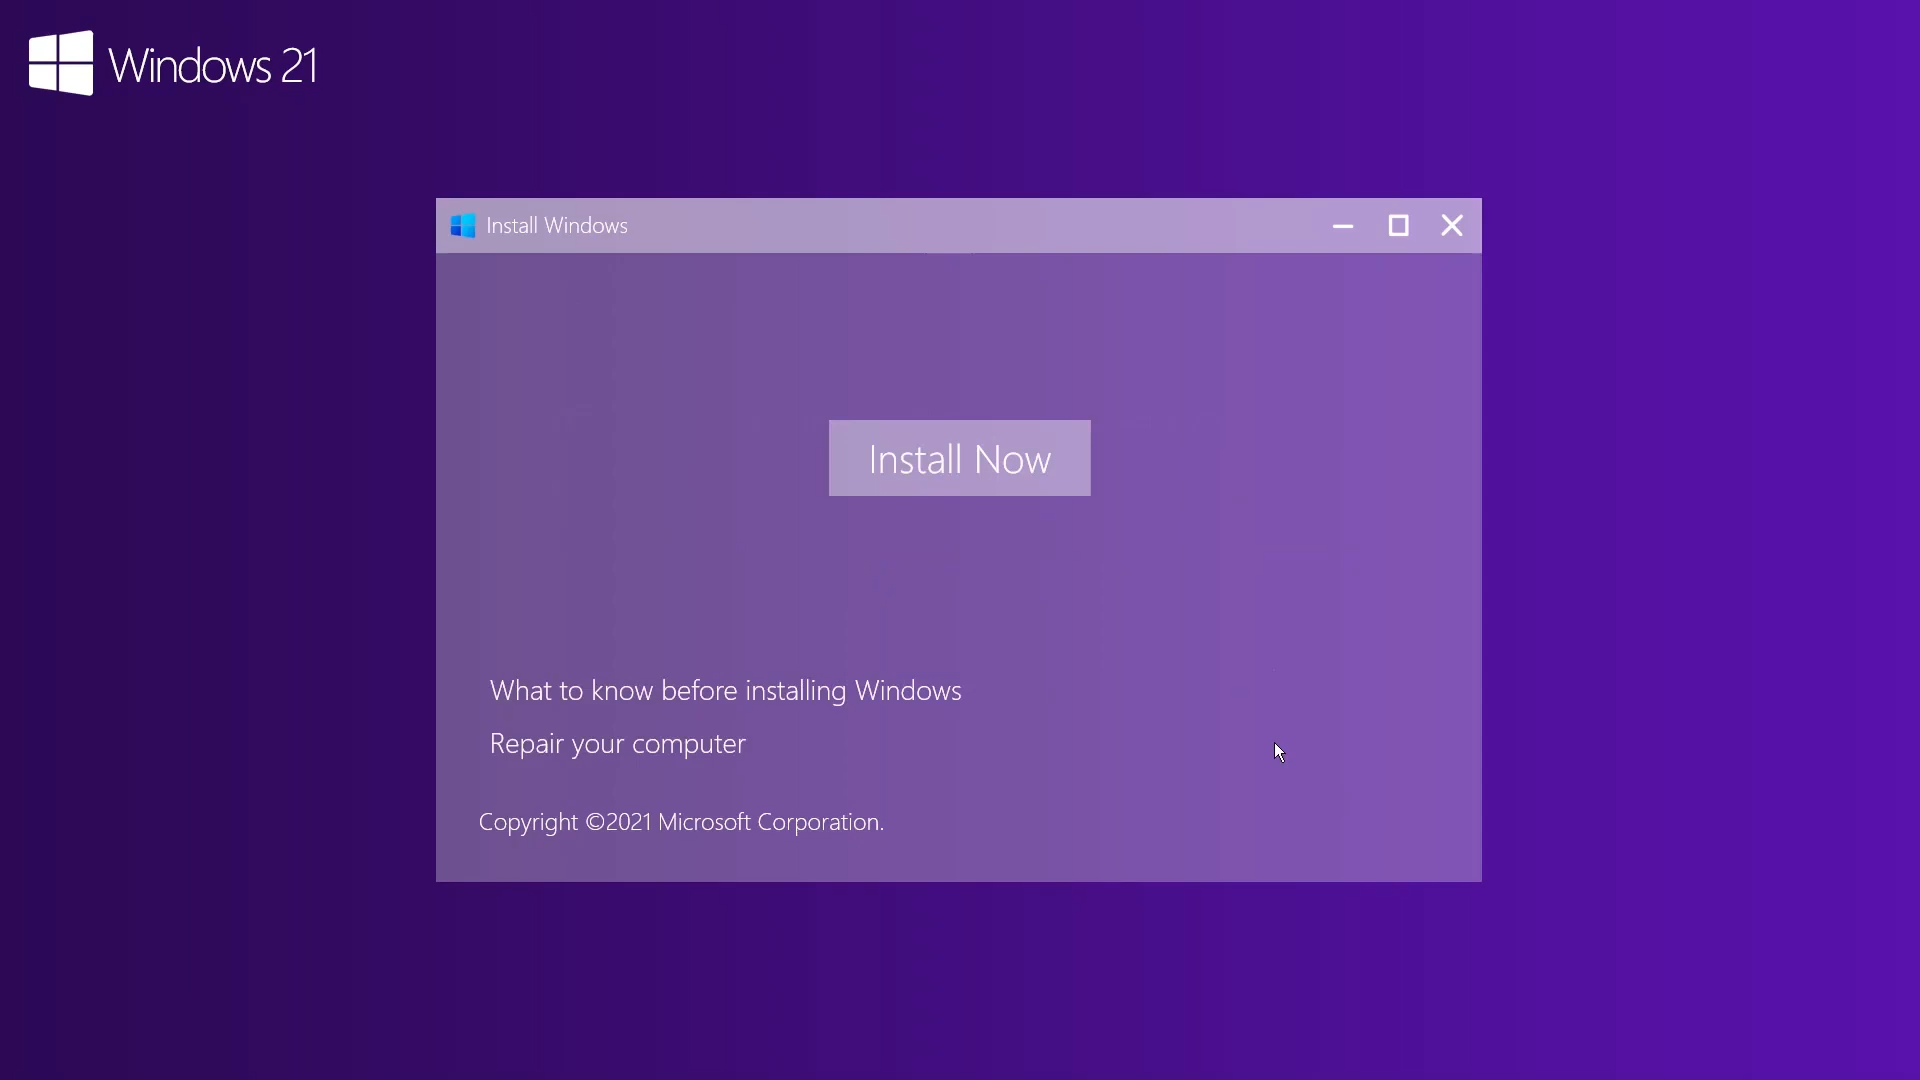 Windows 21
Install Windows
Install Now
What to know before installing Windows
Repair your computer
Copyright ©2021 Microsoft Corporation.